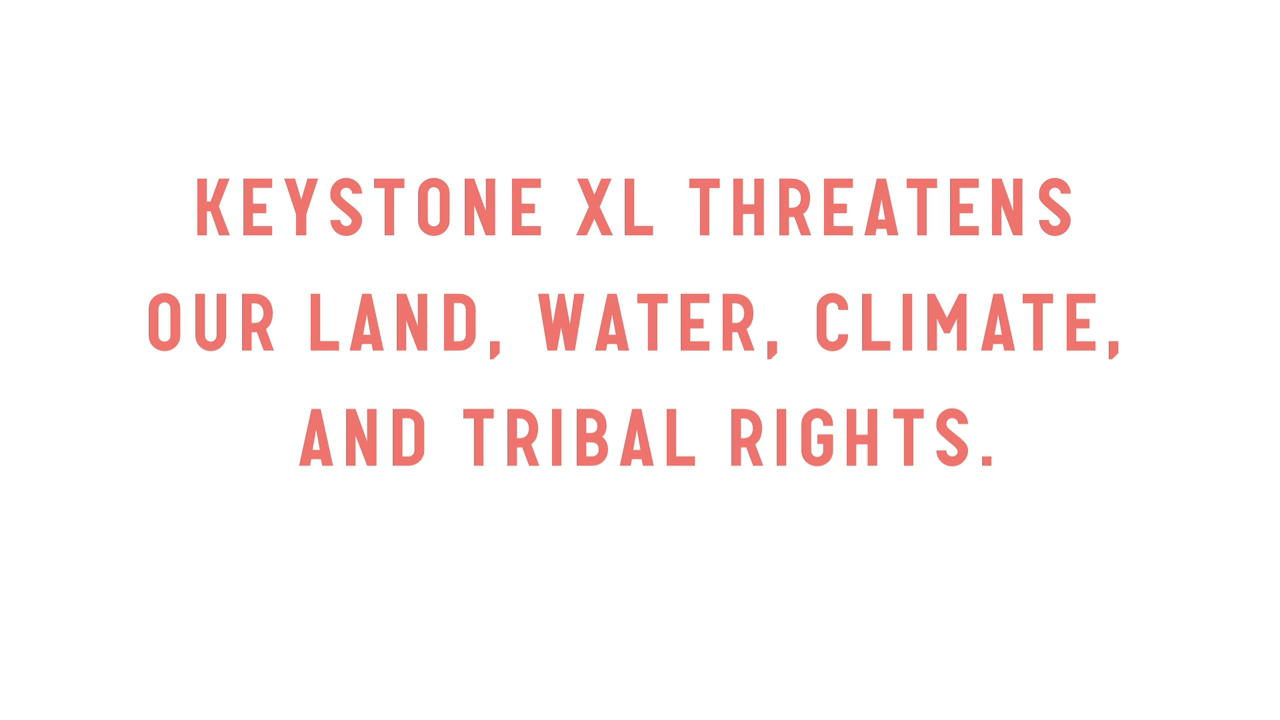 KEYSTONE XL THREATENS
OUR LAND, WATER, CLIMATE,
AND TRIBAL RIGHTS.